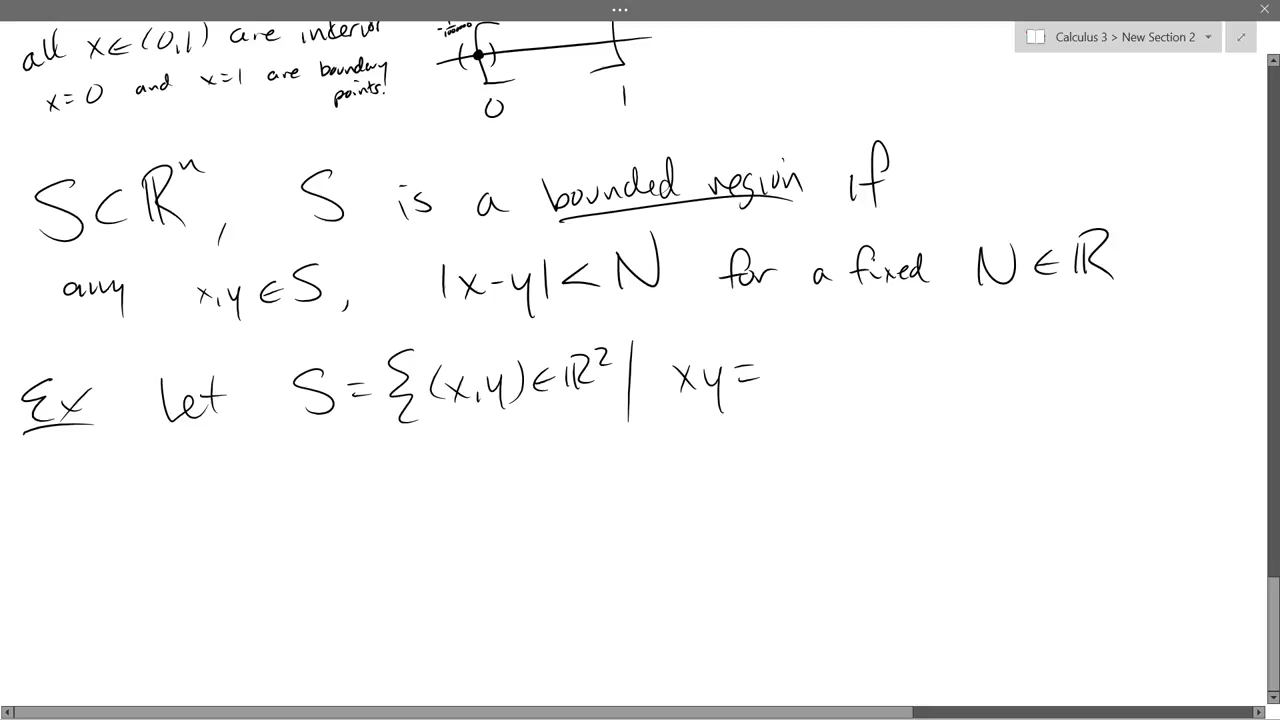 Calculus 3 > New Section 2
all x∈(0,1) are interior
x=0 and x=1 are boundary
points!
0 1
S⊂ℝⁿ, S is a bounded region if
any x,y∈S, |x-y|<N for a fixed N∈ℝ
Ex Let S={(x,y)∈ℝ²| xy=